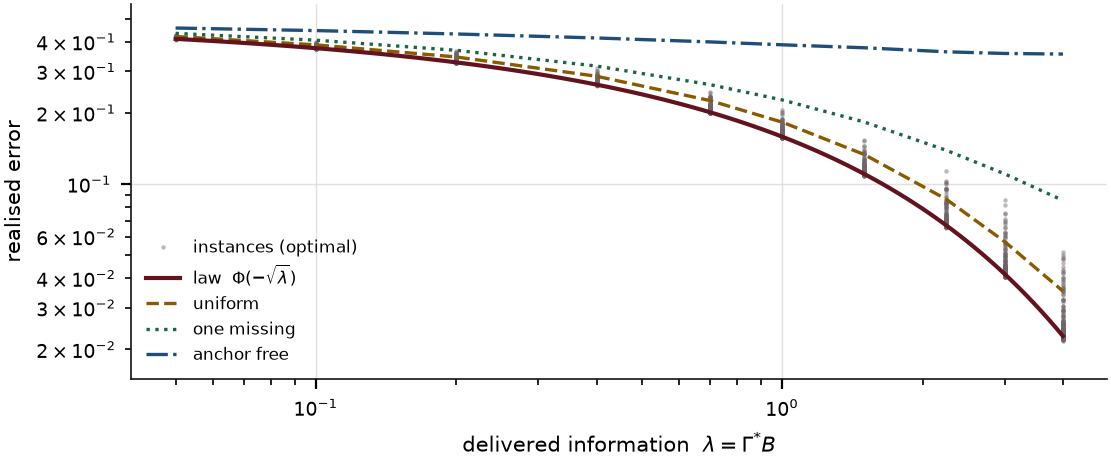 realised error
4 × 10⁻¹
3 × 10⁻¹
2 × 10⁻¹
10⁻¹
6 × 10⁻²
4 × 10⁻²
3 × 10⁻²
2 × 10⁻²
instances (optimal)
law Φ(−√λ)
uniform
one missing
anchor free
10⁻¹ 10⁰
delivered information λ = Γ*B